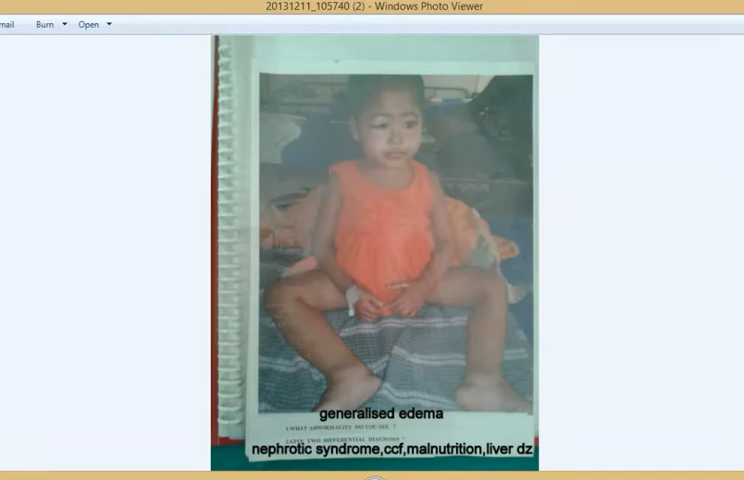 20131211_105740 (2) - Windows Photo Viewer
mail Burn Open
generalised edema
1.WHAT ABNORMALITY DO YOU SEE ?
2.GIVE TWO DIFFERENTIAL DIAGNOSIS ?
nephrotic syndrome,ccf,malnutrition,liver dz